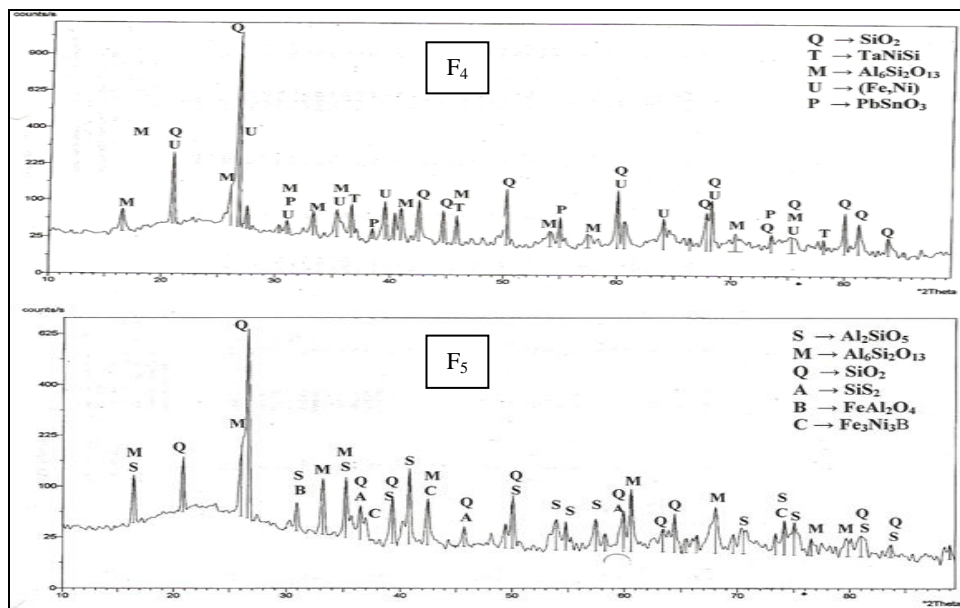 counts/s
F₄
Q → SiO₂
T → TaNiSi
M → Al₆Si₂O₁₃
U → (Fe,Ni)
P → PbSnO₃
900
625
400
225
100
25
0
Q
M Q U
U
M
M
M P U
M
M U
T
P
U
M
Q
Q
M T
Q
M
P
M
Q U
U
Q
Q U
M
P Q
Q M U
T
Q
Q
Q
10 20 30 40 50 60 70 80
°2Theta
counts/s
F₅
S → Al₂SiO₅
M → Al₆Si₂O₁₃
Q → SiO₂
A → SiS₂
B → FeAl₂O₄
C → Fe₃Ni₃B
625
400
225
100
25
0
Q
M S
Q
M
S B
M
M S
Q A
C
Q S
S
M C
Q A
Q S
S
S
S
Q A
M
Q
Q
M
S
S C
S
M
M
Q S
Q S
10 20 30 40 50 60 70 80
°2Theta